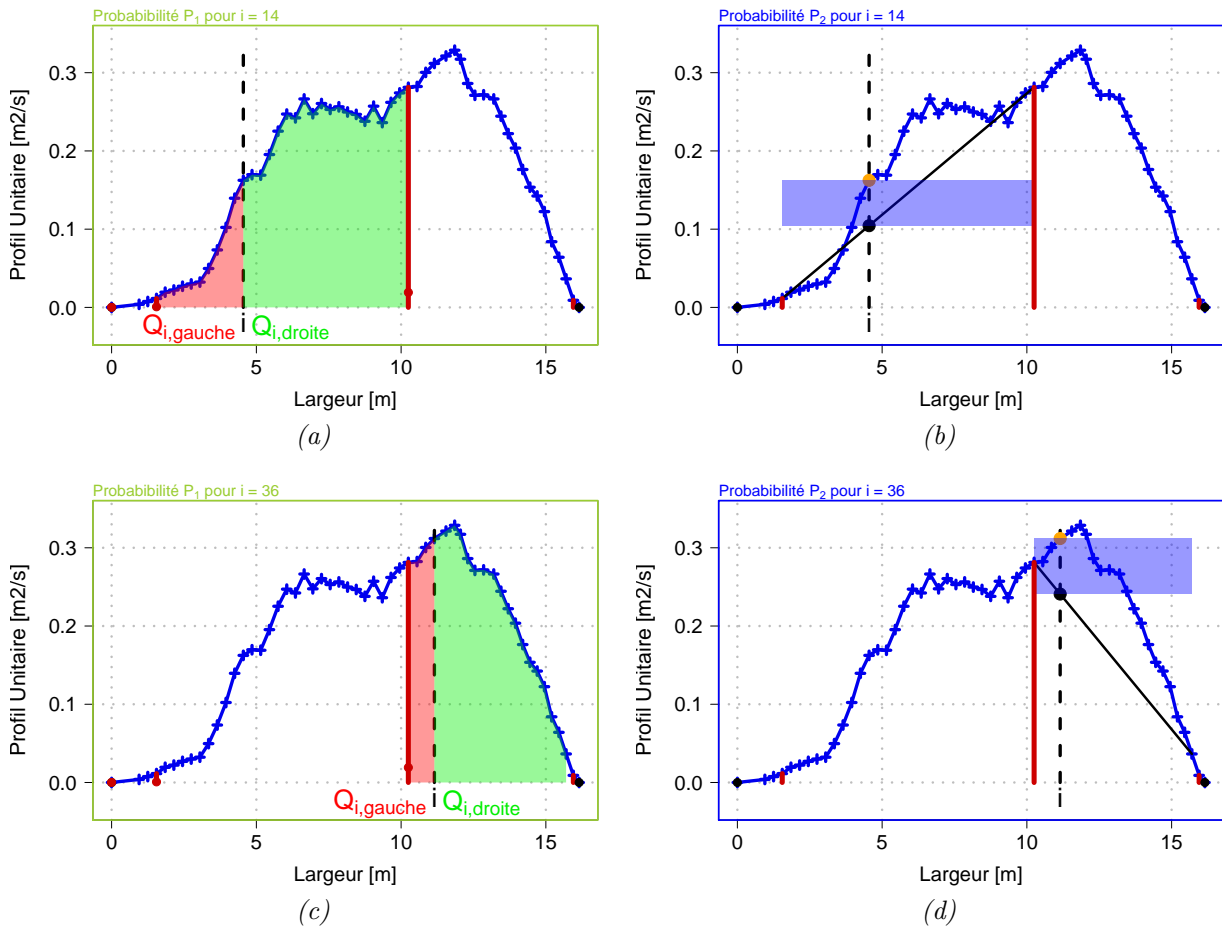 Probabibilité P1 pour i = 14
Profil Unitaire [m2/s]
0.3
0.2
0.1
0.0
Qi,gauche
Qi,droite
i
0 5 10 15
Largeur [m]
(a)
Probabibilité P2 pour i = 14
Profil Unitaire [m2/s]
0.3
0.2
0.1
0.0
i
0 5 10 15
Largeur [m]
(b)
Probabibilité P1 pour i = 36
Profil Unitaire [m2/s]
0.3
0.2
0.1
0.0
Qi,gauche
Qi,droite
i
0 5 10 15
Largeur [m]
(c)
Probabibilité P2 pour i = 36
Profil Unitaire [m2/s]
0.3
0.2
0.1
0.0
i
0 5 10 15
Largeur [m]
(d)